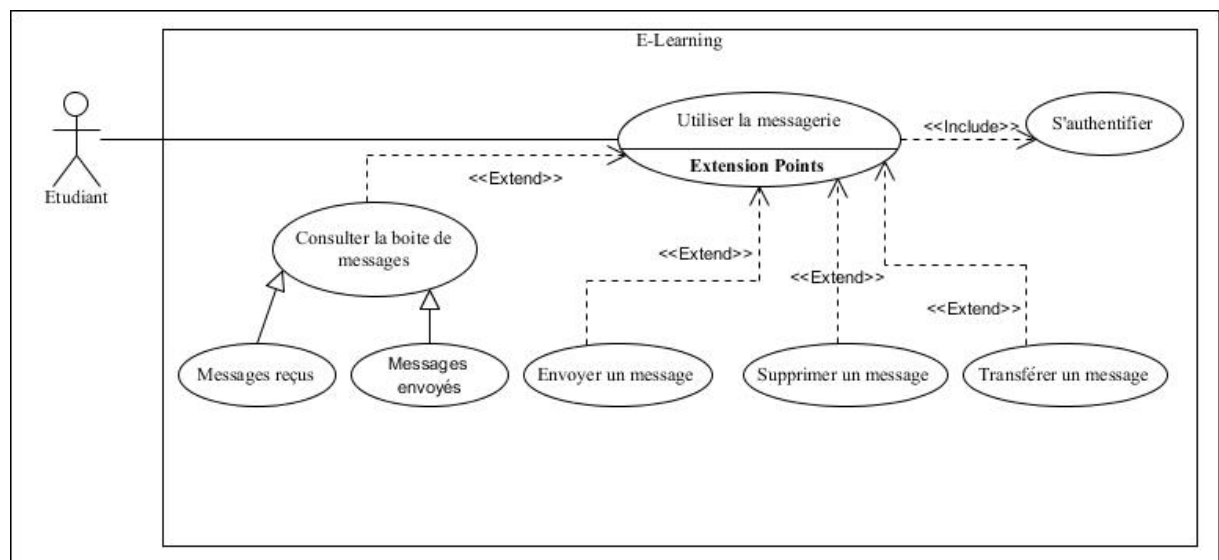 E-Learning
Utiliser la messagerie
<<Include>>
S'authentifier
Extension Points
<<Extend>>
Etudiant
Consulter la boite de
messages
<<Extend>>
<<Extend>>
<<Extend>>
Messages reçus
Messages
envoyés
Envoyer un message
Supprimer un message
Transférer un message